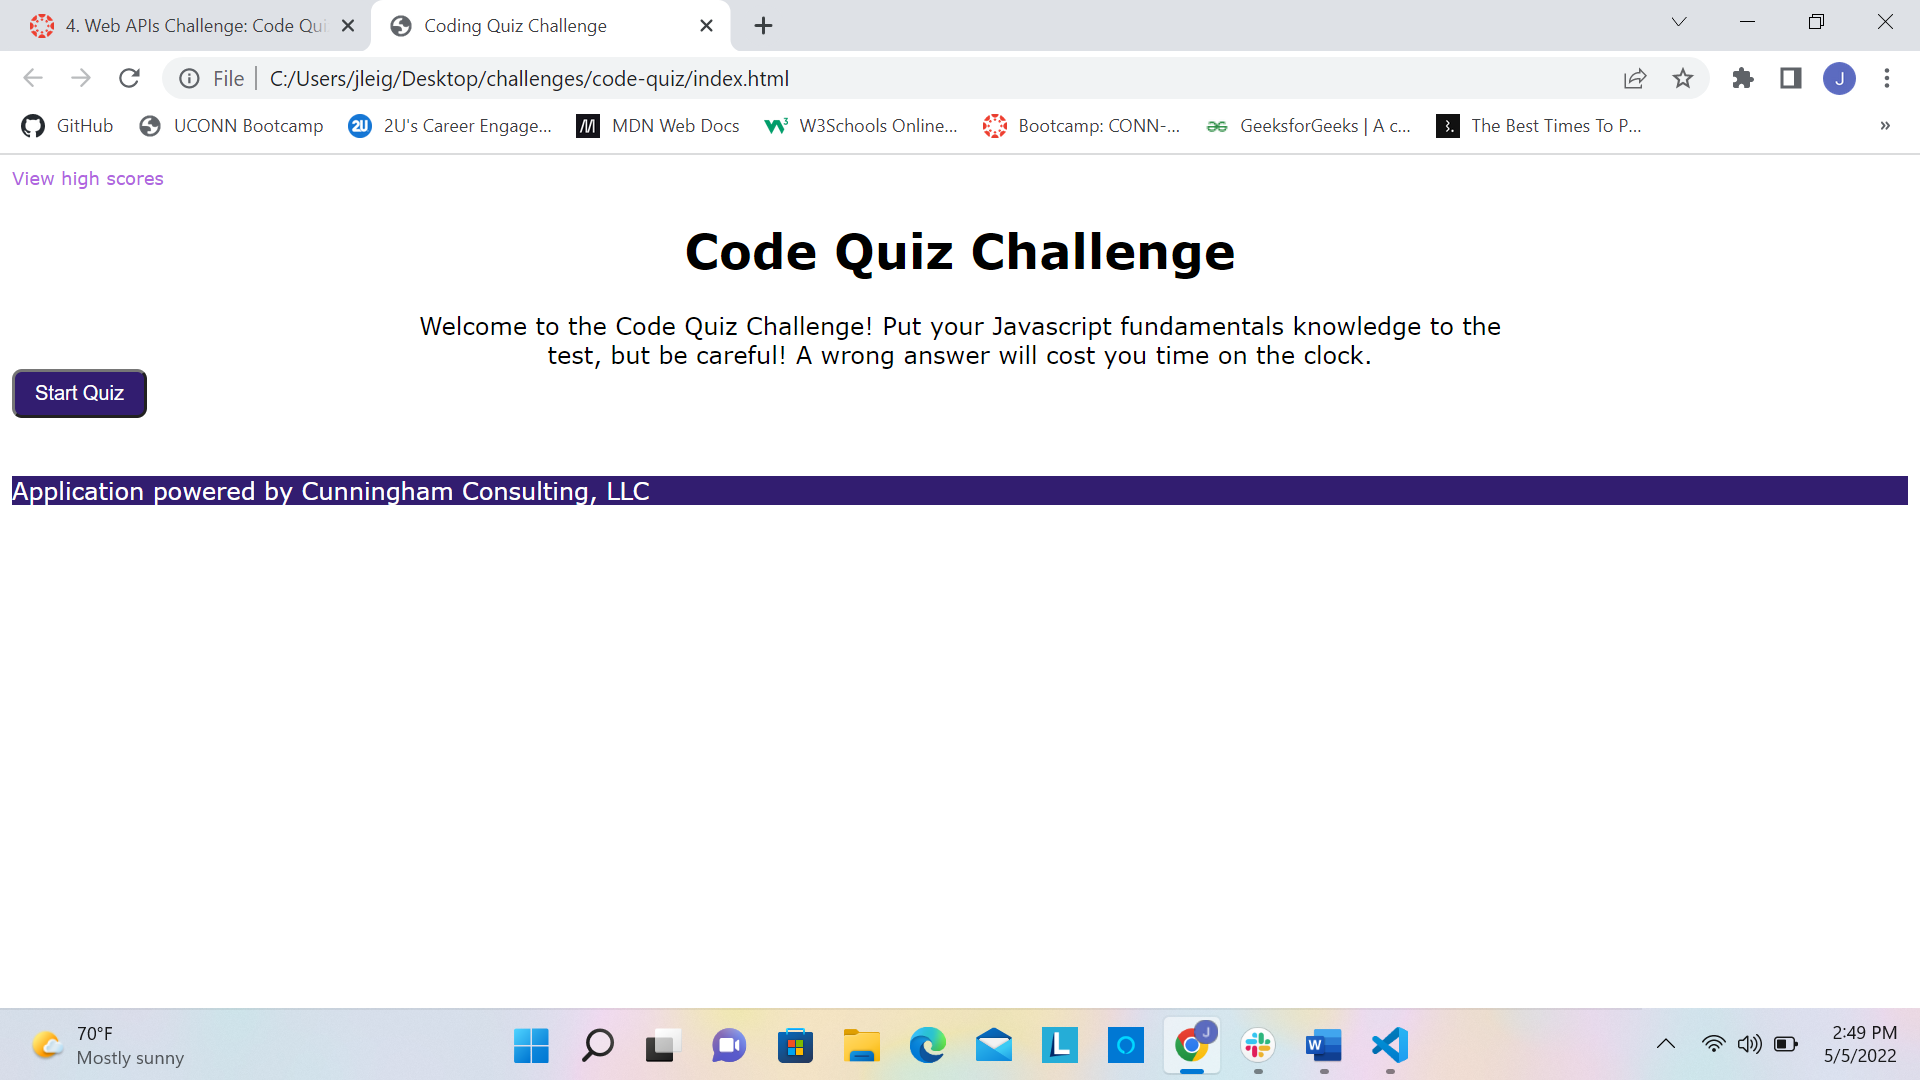 4. Web APIs Challenge: Code Qui
Coding Quiz Challenge
File
C:/Users/jleig/Desktop/challenges/code-quiz/index.html
J
GitHub
UCONN Bootcamp
2U
2U's Career Engage...
MDN Web Docs
W3Schools Online...
Bootcamp: CONN-...
GeeksforGeeks | A c...
The Best Times To P...
View high scores
Code Quiz Challenge
Welcome to the Code Quiz Challenge! Put your Javascript fundamentals knowledge to the
test, but be careful! A wrong answer will cost you time on the clock.
Start Quiz
Application powered by Cunningham Consulting, LLC
70°F
Mostly sunny
L
J
W
2:49 PM
5/5/2022